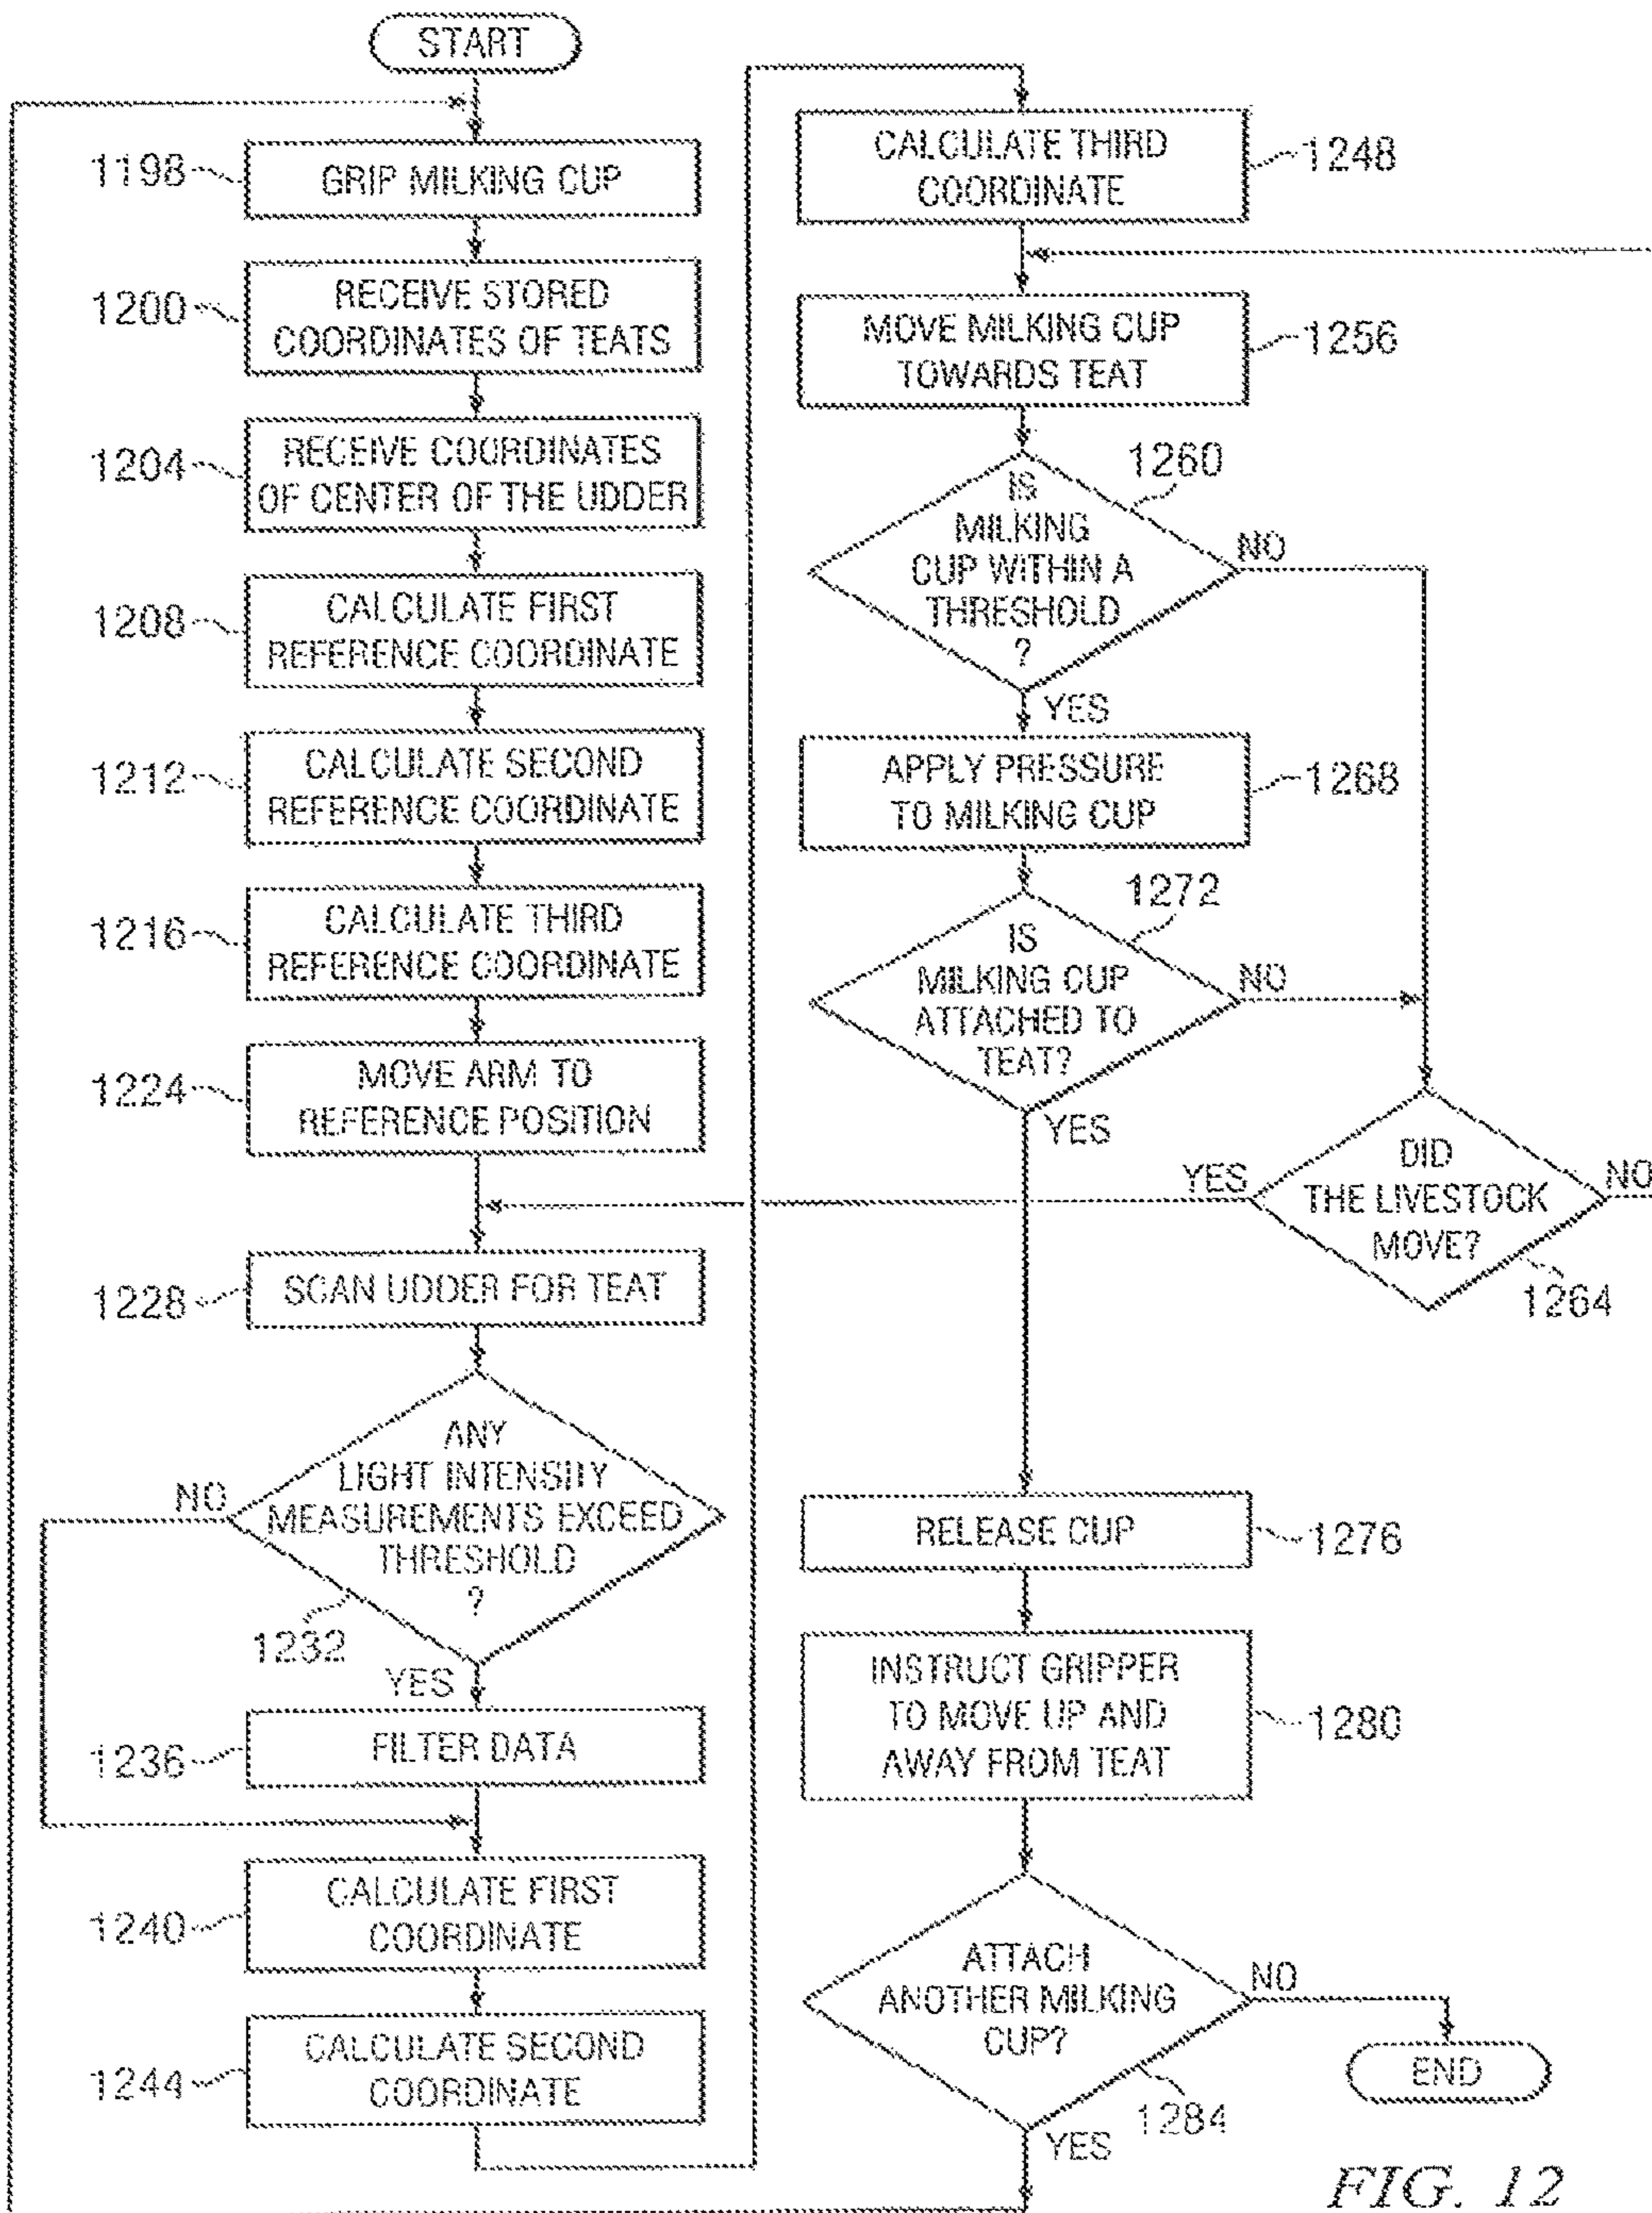 START
1198
GRIP MILKING CUP
1200
RECEIVE STORED
COORDINATES OF TEATS
1204
RECEIVE COORDINATES
OF CENTER OF THE UDDER
1208
CALCULATE FIRST
REFERENCE COORDINATE
1212
CALCULATE SECOND
REFERENCE COORDINATE
1216
CALCULATE THIRD
REFERENCE COORDINATE
1224
MOVE ARM TO
REFERENCE POSITION
1228
SCAN UDDER FOR TEAT
ANY
LIGHT INTENSITY
MEASUREMENTS EXCEED
THRESHOLD
?
NO
1232
YES
1236
FILTER DATA
1240
CALCULATE FIRST
COORDINATE
1244
CALCULATE SECOND
COORDINATE
CALCULATE THIRD
COORDINATE
1248
MOVE MILKING CUP
TOWARDS TEAT
1256
1260
IS
MILKING
CUP WITHIN A
THRESHOLD
?
NO
YES
APPLY PRESSURE
TO MILKING CUP
1268
1272
IS
MILKING CUP
ATTACHED TO
TEAT?
NO
YES
YES
DID
THE LIVESTOCK
MOVE?
NO
1264
RELEASE CUP
1276
INSTRUCT GRIPPER
TO MOVE UP AND
AWAY FROM TEAT
1280
ATTACH
ANOTHER MILKING
CUP?
NO
1284
YES
END
FIG. 12